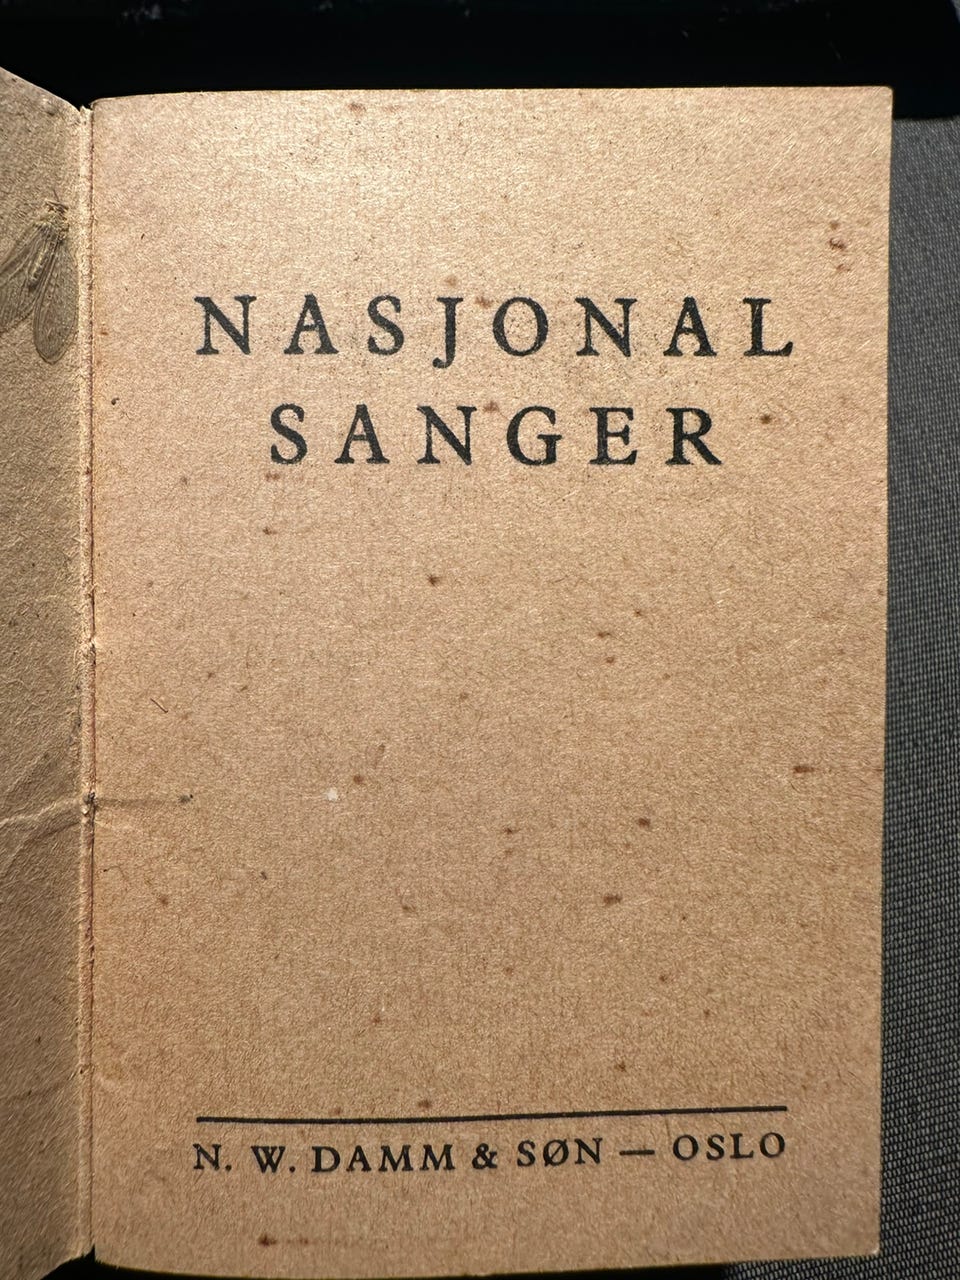 NASJONAL
SANGER
N. W. DAMM & SØN — OSLO